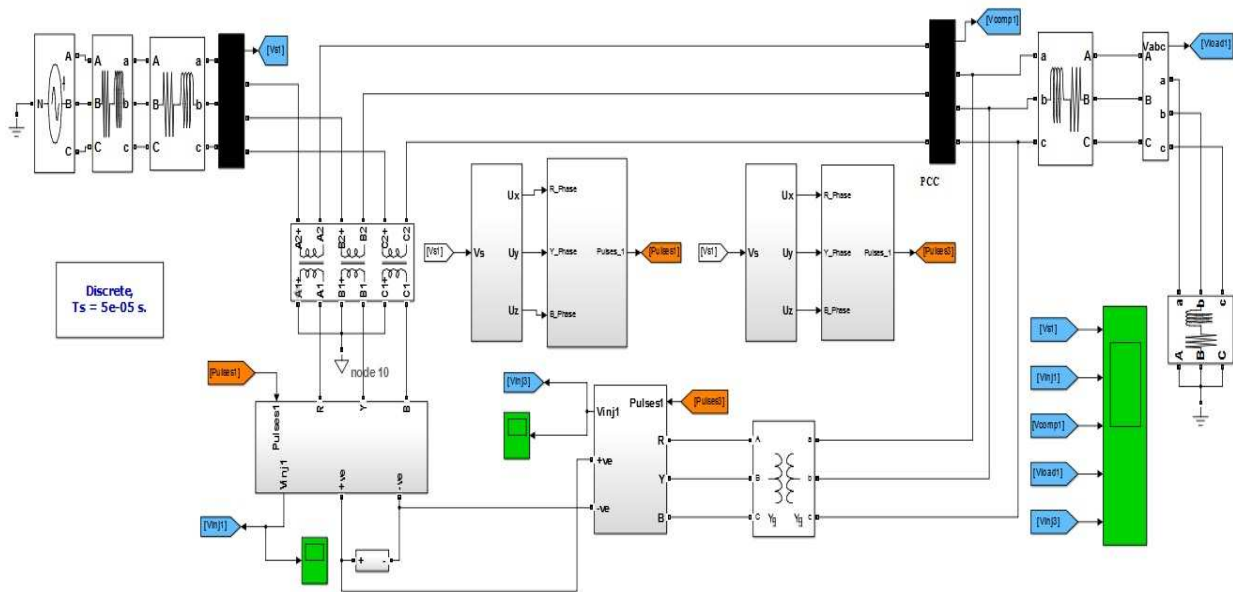 [Vs1]
[Vcomp1]
[Vload1]
A
N B
C
A a
B b
C c
A a
B b
C c
a A
b B
c C
Vabc
A
a
B
b
C
c
PCC
A2+ A2 B2+ B2 C2+ C2
A1+ A1 B1+ B1 C1+ C1
[Vs1]
Vs
Ux
Uy
Uz
R_Phase
Y_Phase
B_Phase
Pulses_1
[Pulses1]
[Vs1]
Vs
Ux
Uy
Uz
R_Phase
Y_Phase
B_Phase
Pulses_1
[Pulses3]
Discrete,
Ts = 5e-05 s.
node 10
a b c
A B C
[Pulses1]
Pulses1
R Y B
Vinj1
+ve
-ve
[Vinj1]
+ -
[Vinj3]
Vinj1
Pulses1
[Pulses3]
+ve
-ve
R
Y
B
A a
B b
C c
Yg Yg
[Vs1]
[Vinj1]
[Vcomp1]
[Vload1]
[Vinj3]